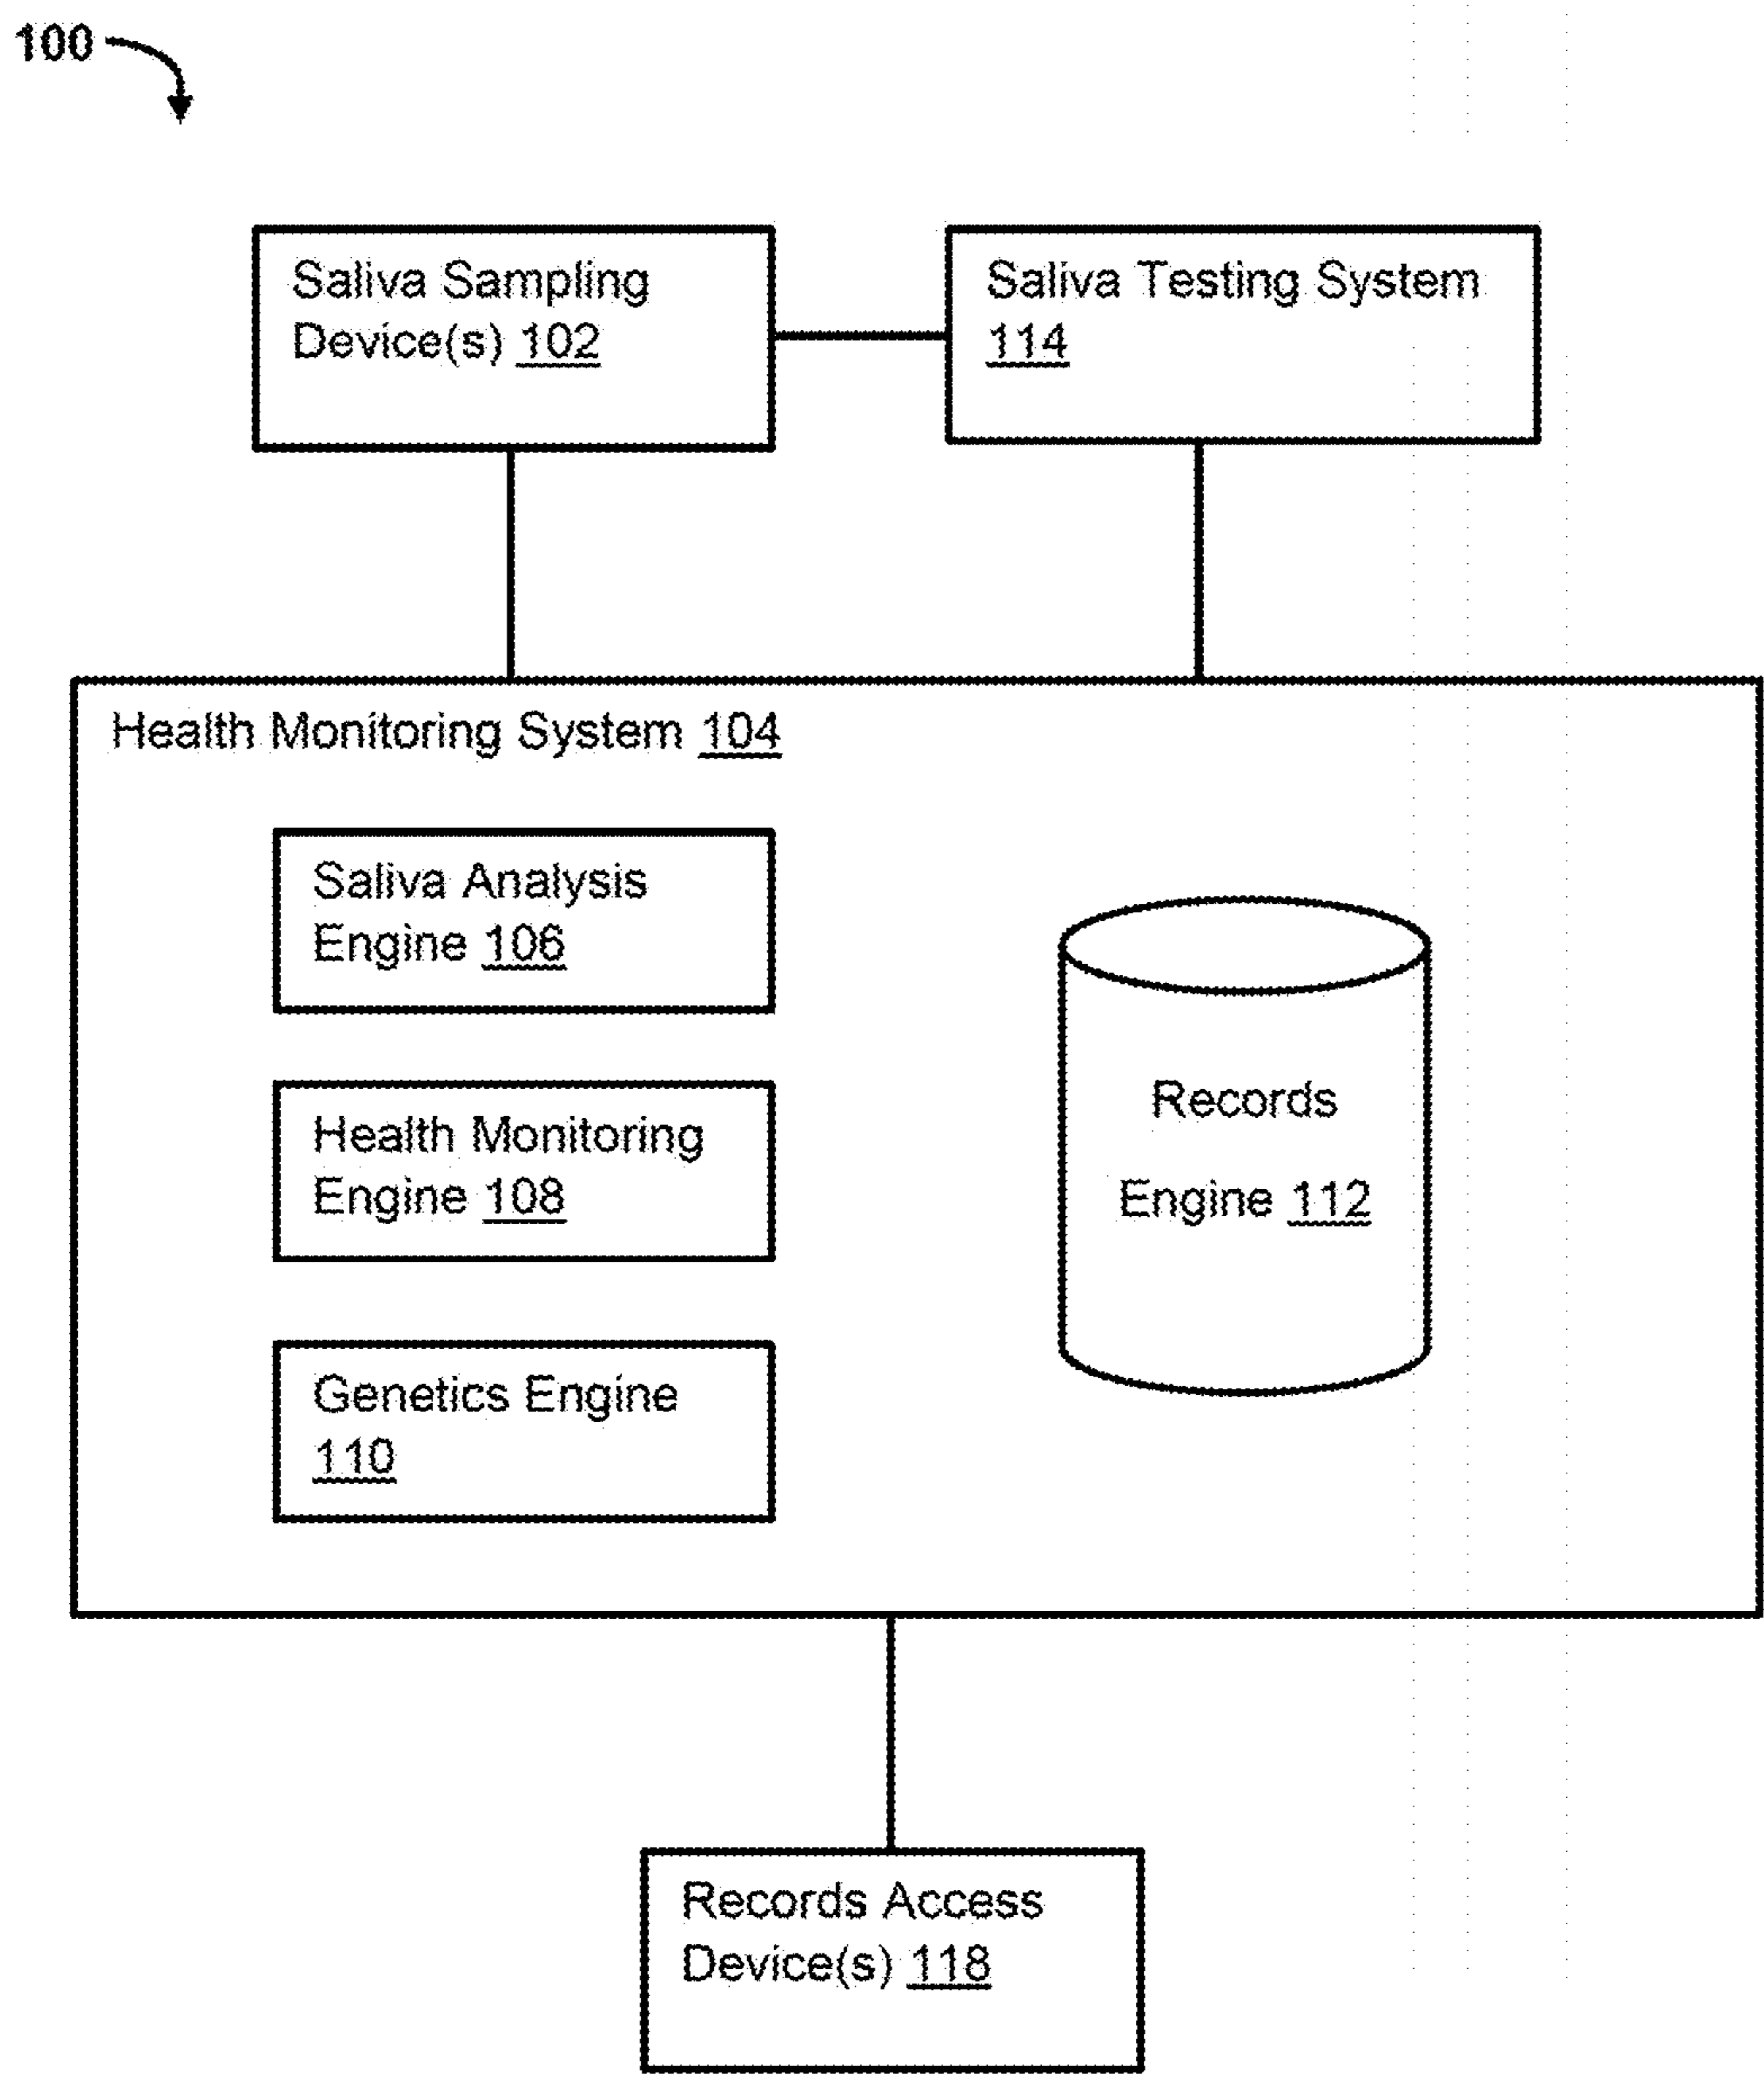 100
Saliva Sampling
Device(s) 102
Saliva Testing System
114
Health Monitoring System 104
Saliva Analysis
Engine 106
Health Monitoring
Engine 108
Genetics Engine
110
Records
Engine 112
Records Access
Device(s) 118